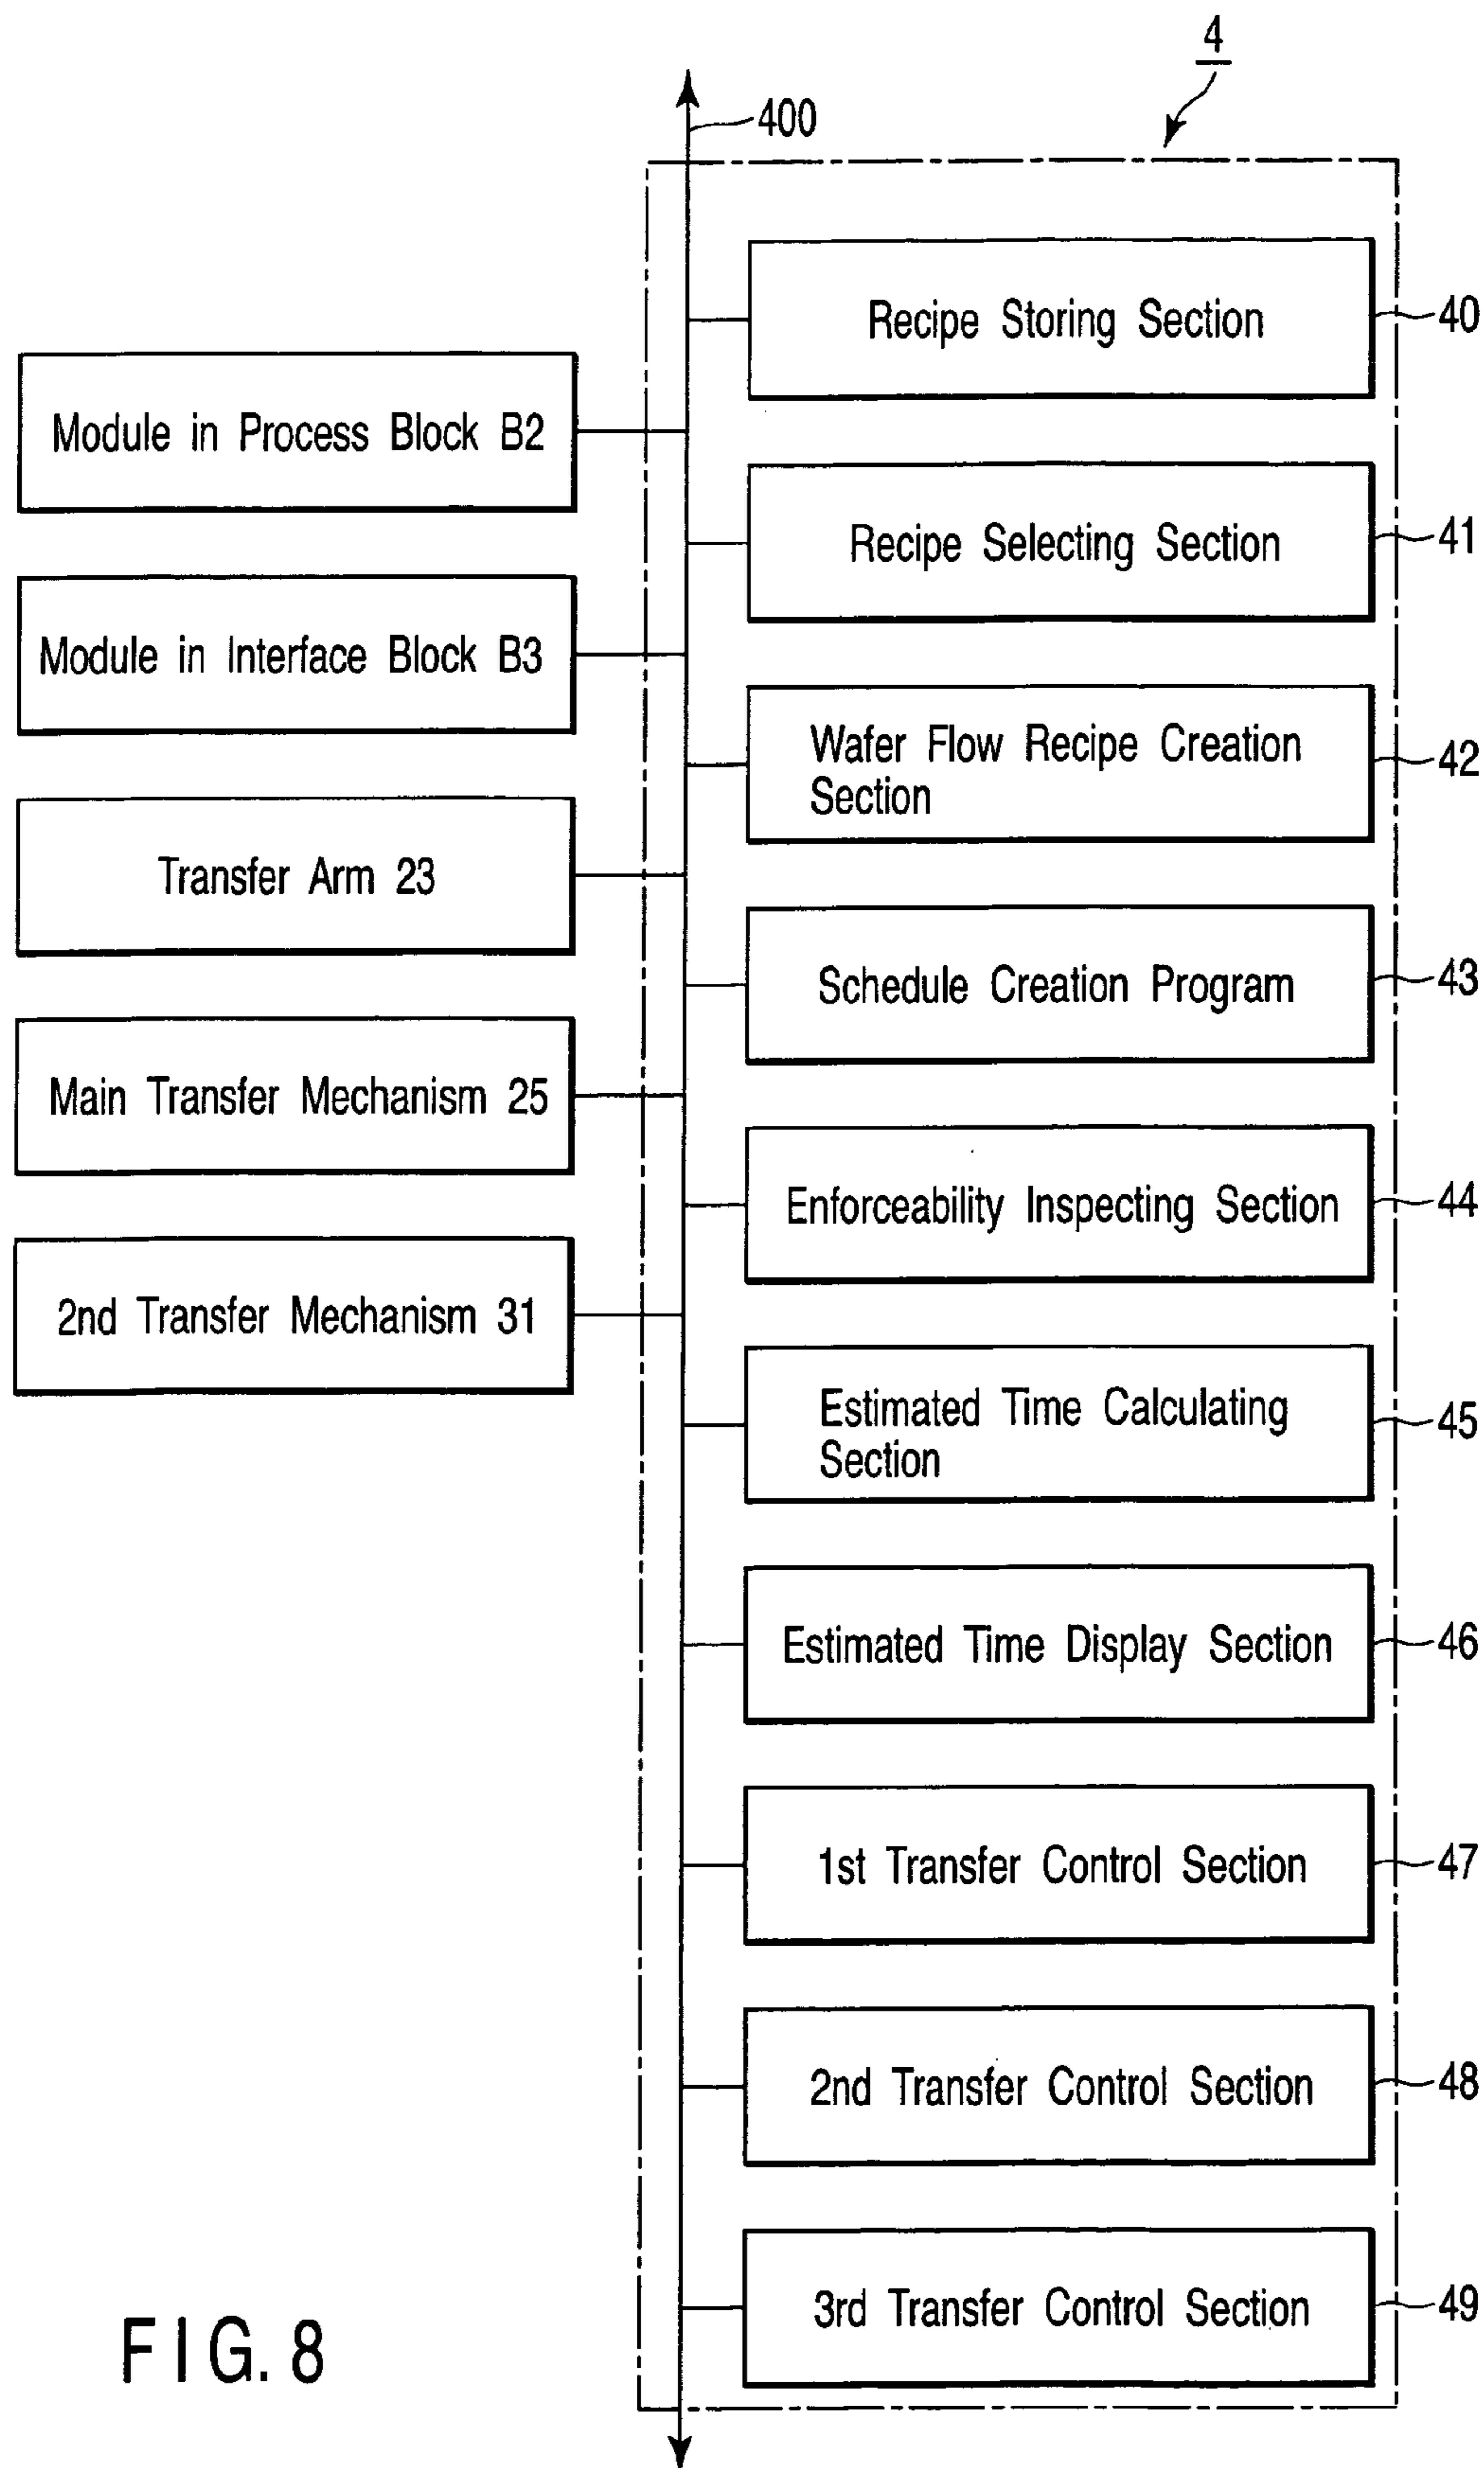 4
400
Recipe Storing Section
40
Module in Process Block B2
Recipe Selecting Section
41
Module in Interface Block B3
Wafer Flow Recipe Creation
Section
42
Transfer Arm 23
Schedule Creation Program
43
Main Transfer Mechanism 25
Enforceability Inspecting Section
44
2nd Transfer Mechanism 31
Estimated Time Calculating
Section
45
Estimated Time Display Section
46
1st Transfer Control Section
47
2nd Transfer Control Section
48
3rd Transfer Control Section
49
FIG. 8